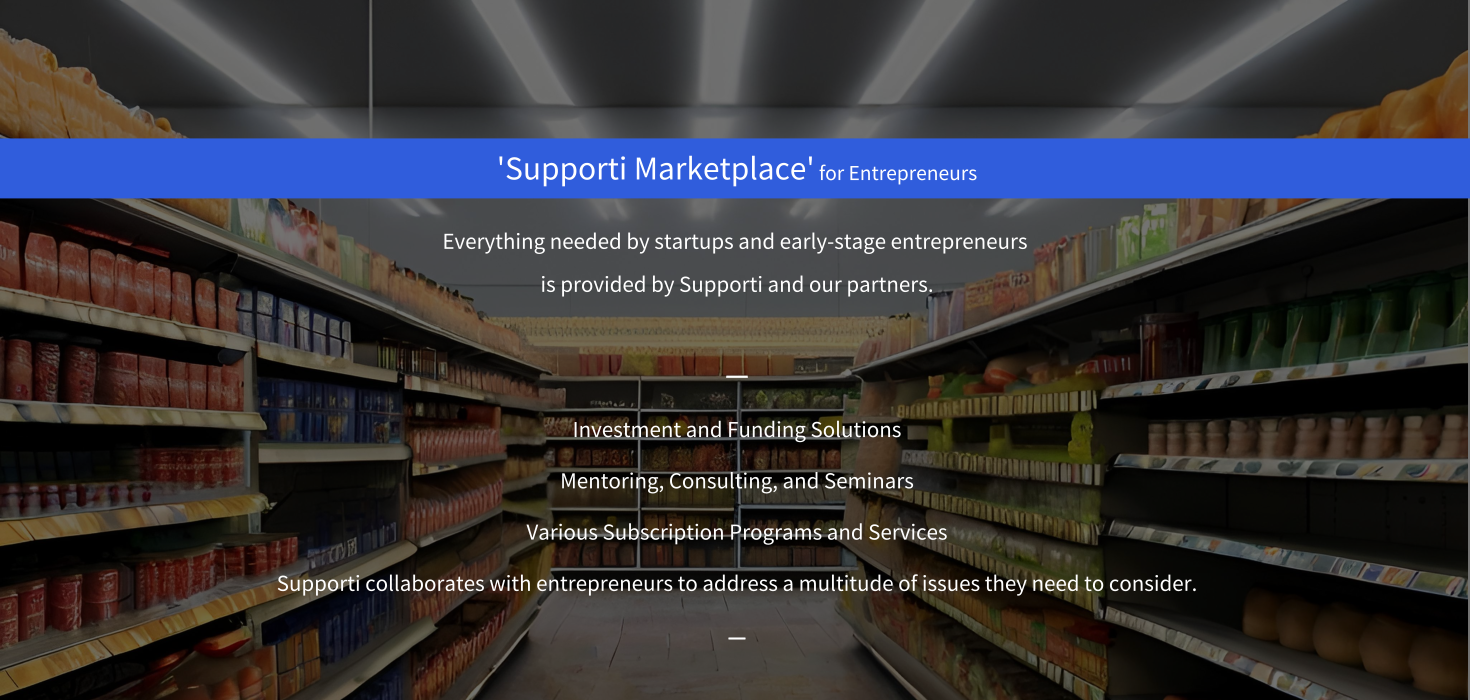 'Supporti Marketplace' for Entrepreneurs
Everything needed by startups and early-stage entrepreneurs
is provided by Supporti and our partners.
Investment and Funding Solutions
Mentoring, Consulting, and Seminars
Various Subscription Programs and Services
Supporti collaborates with entrepreneurs to address a multitude of issues they need to consider.